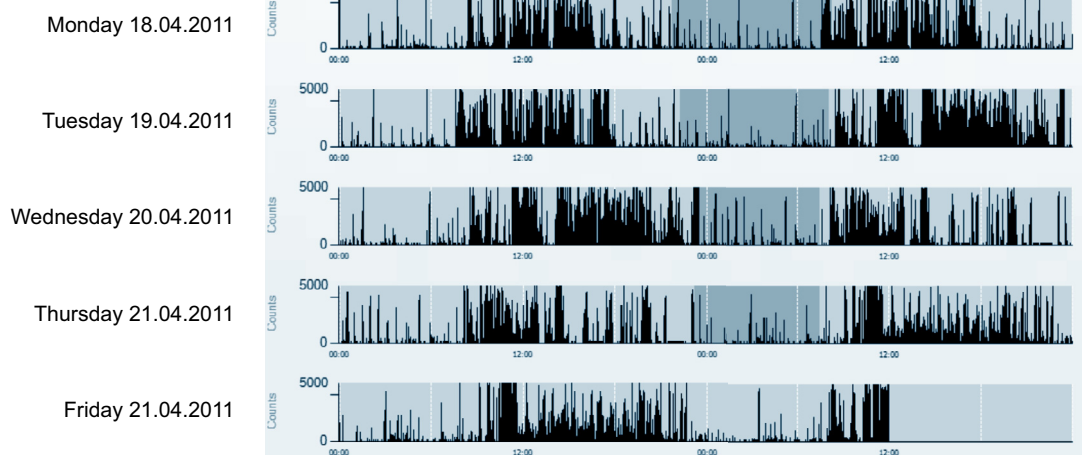 Monday 18.04.2011
Counts
0
00:00 12:00 00:00 12:00
Tuesday 19.04.2011
Counts
5000
0
00:00 12:00 00:00 12:00
Wednesday 20.04.2011
Counts
5000
0
00:00 12:00 00:00 12:00
Thursday 21.04.2011
Counts
5000
0
00:00 12:00 00:00 12:00
Friday 21.04.2011
Counts
5000
0
00:00 12:00 00:00 12:00